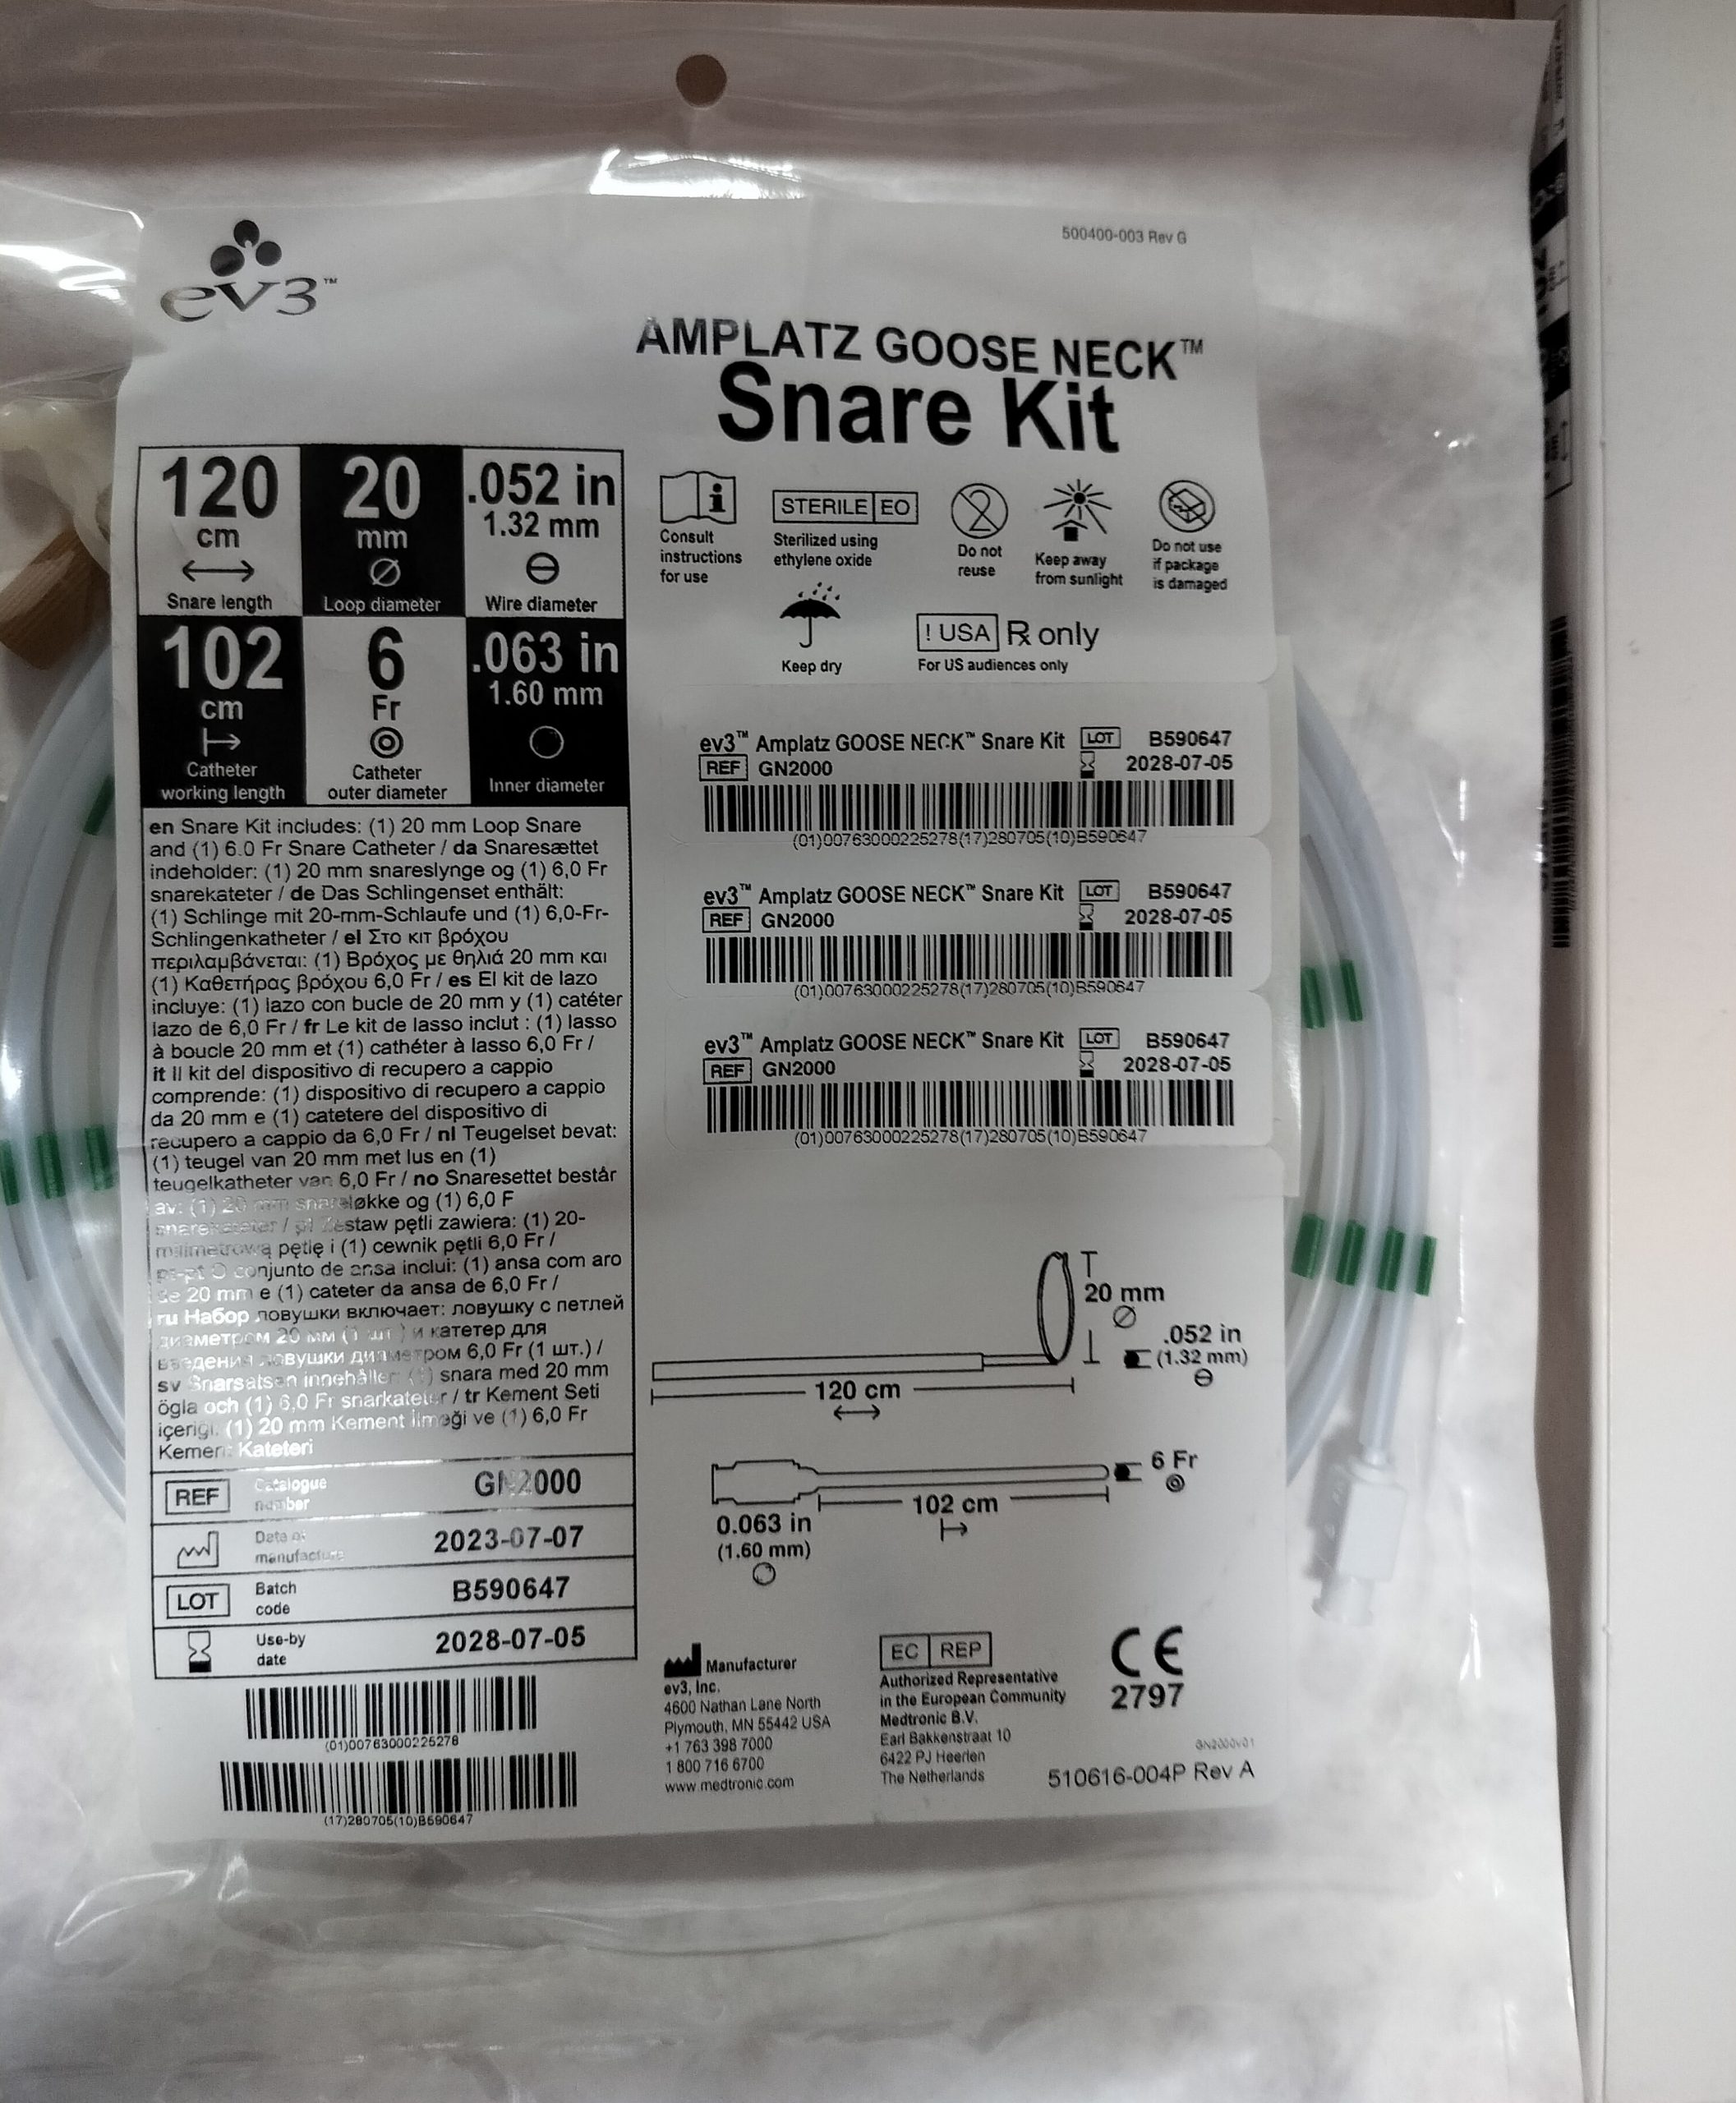 500400-003 Rev G
ev3™
AMPLATZ GOOSE NECK™
Snare Kit
120
cm
Snare length
20
mm
Loop diameter
.052 in
1.32 mm
Wire diameter
102
cm
Catheter
working length
6
Fr
Catheter
outer diameter
.063 in
1.60 mm
Inner diameter
Consult
instructions
for use
STERILE EO
Sterilized using
ethylene oxide
2
Do not
reuse
Keep away
from sunlight
Do not use
if package
is damaged
Keep dry
! USA Rx only
For US audiences only
ev3™ Amplatz GOOSE NECK™ Snare Kit LOT B590647
REF GN2000 2028-07-05
(01)00763000225278(17)280705(10)B590647
ev3™ Amplatz GOOSE NECK™ Snare Kit LOT B590647
REF GN2000 2028-07-05
(01)00763000225278(17)280705(10)B590647
ev3™ Amplatz GOOSE NECK™ Snare Kit LOT B590647
REF GN2000 2028-07-05
(01)00763000225278(17)280705(10)B590647
en Snare Kit includes: (1) 20 mm Loop Snare
and (1) 6.0 Fr Snare Catheter / da Snaresættet
indeholder: (1) 20 mm snareslynge og (1) 6,0 Fr
snarekateter / de Das Schlingenset enthält:
(1) Schlinge mit 20-mm-Schlaufe und (1) 6,0-Fr-
Schlingenkatheter / el Στο κιτ βρόχου
περιλαμβάνεται: (1) Βρόχος με θηλιά 20 mm και
(1) Καθετήρας βρόχου 6,0 Fr / es El kit de lazo
incluye: (1) lazo con bucle de 20 mm y (1) catéter
lazo de 6,0 Fr / fr Le kit de lasso inclut : (1) lasso
à boucle 20 mm et (1) cathéter à lasso 6,0 Fr /
it Il kit del dispositivo di recupero a cappio
comprende: (1) dispositivo di recupero a cappio
da 20 mm e (1) catetere del dispositivo di
recupero a cappio da 6,0 Fr / nl Teugelset bevat:
(1) teugel van 20 mm met lus en (1)
teugelkatheter van 6,0 Fr / no Snaresettet består
av: (1) 20 mm snareløkke og (1) 6,0 F
snarekateter / pl Zestaw pętli zawiera: (1) 20-
milimetrową pętlę i (1) cewnik pętli 6,0 Fr /
pt-pt O conjunto de ansa inclui: (1) ansa com aro
de 20 mm e (1) cateter da ansa de 6,0 Fr /
ru Набор ловушки включает: ловушку с петлей
диаметром 20 мм (1 шт.) и катетер для
введения ловушки диаметром 6,0 Fr (1 шт.) /
sv Snarsatsen innehåller: (1) snara med 20 mm
ögla och (1) 6,0 Fr snarkateter / tr Kement Seti
içeriği: (1) 20 mm Kement İlmeği ve (1) 6,0 Fr
Kement Kateteri
REF Catalogue
number GN2000
Date of
manufacture 2023-07-07
LOT Batch
code B590647
Use-by
date 2028-07-05
(01)00763000225278
(17)280705(10)B590647
20 mm
.052 in
(1.32 mm)
120 cm
6 Fr
102 cm
0.063 in
(1.60 mm)
Manufacturer
ev3, Inc.
4600 Nathan Lane North
Plymouth, MN 55442 USA
+1 763 398 7000
1 800 716 6700
www.medtronic.com
EC REP
Authorized Representative
in the European Community
Medtronic B.V.
Earl Bakkenstraat 10
6422 PJ Heerlen
The Netherlands
CE
2797
GN2000V01
510616-004P Rev A